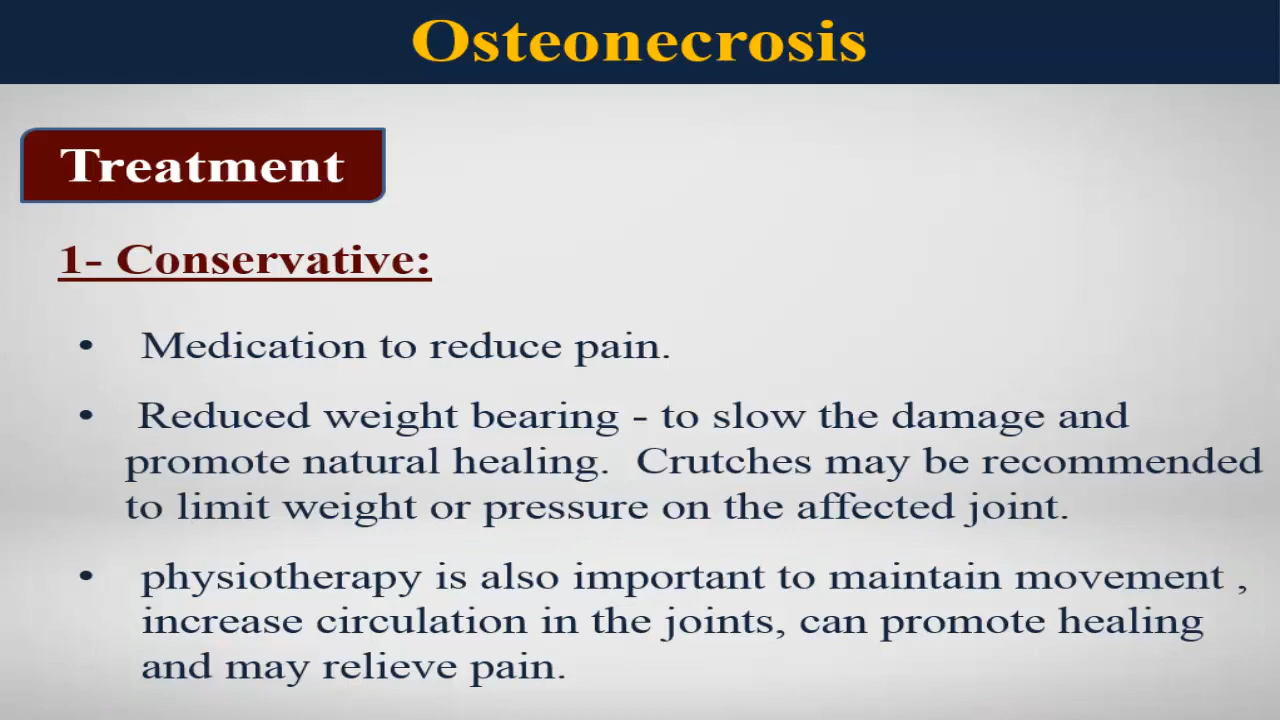 Osteonecrosis
Treatment
1- Conservative:
• Medication to reduce pain.
• Reduced weight bearing - to slow the damage and
promote natural healing. Crutches may be recommended
to limit weight or pressure on the affected joint.
• physiotherapy is also important to maintain movement ,
increase circulation in the joints, can promote healing
and may relieve pain.